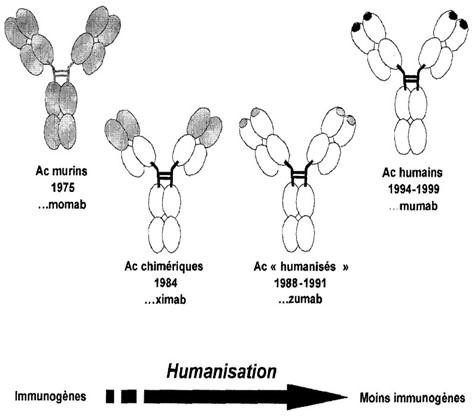 Ac murins
1975
...momab
Ac chimériques
1984
...ximab
Ac « humanisés »
1988-1991
...zumab
Ac humains
1994-1999
...mumab
Humanisation
Immunogènes
Moins immunogènes